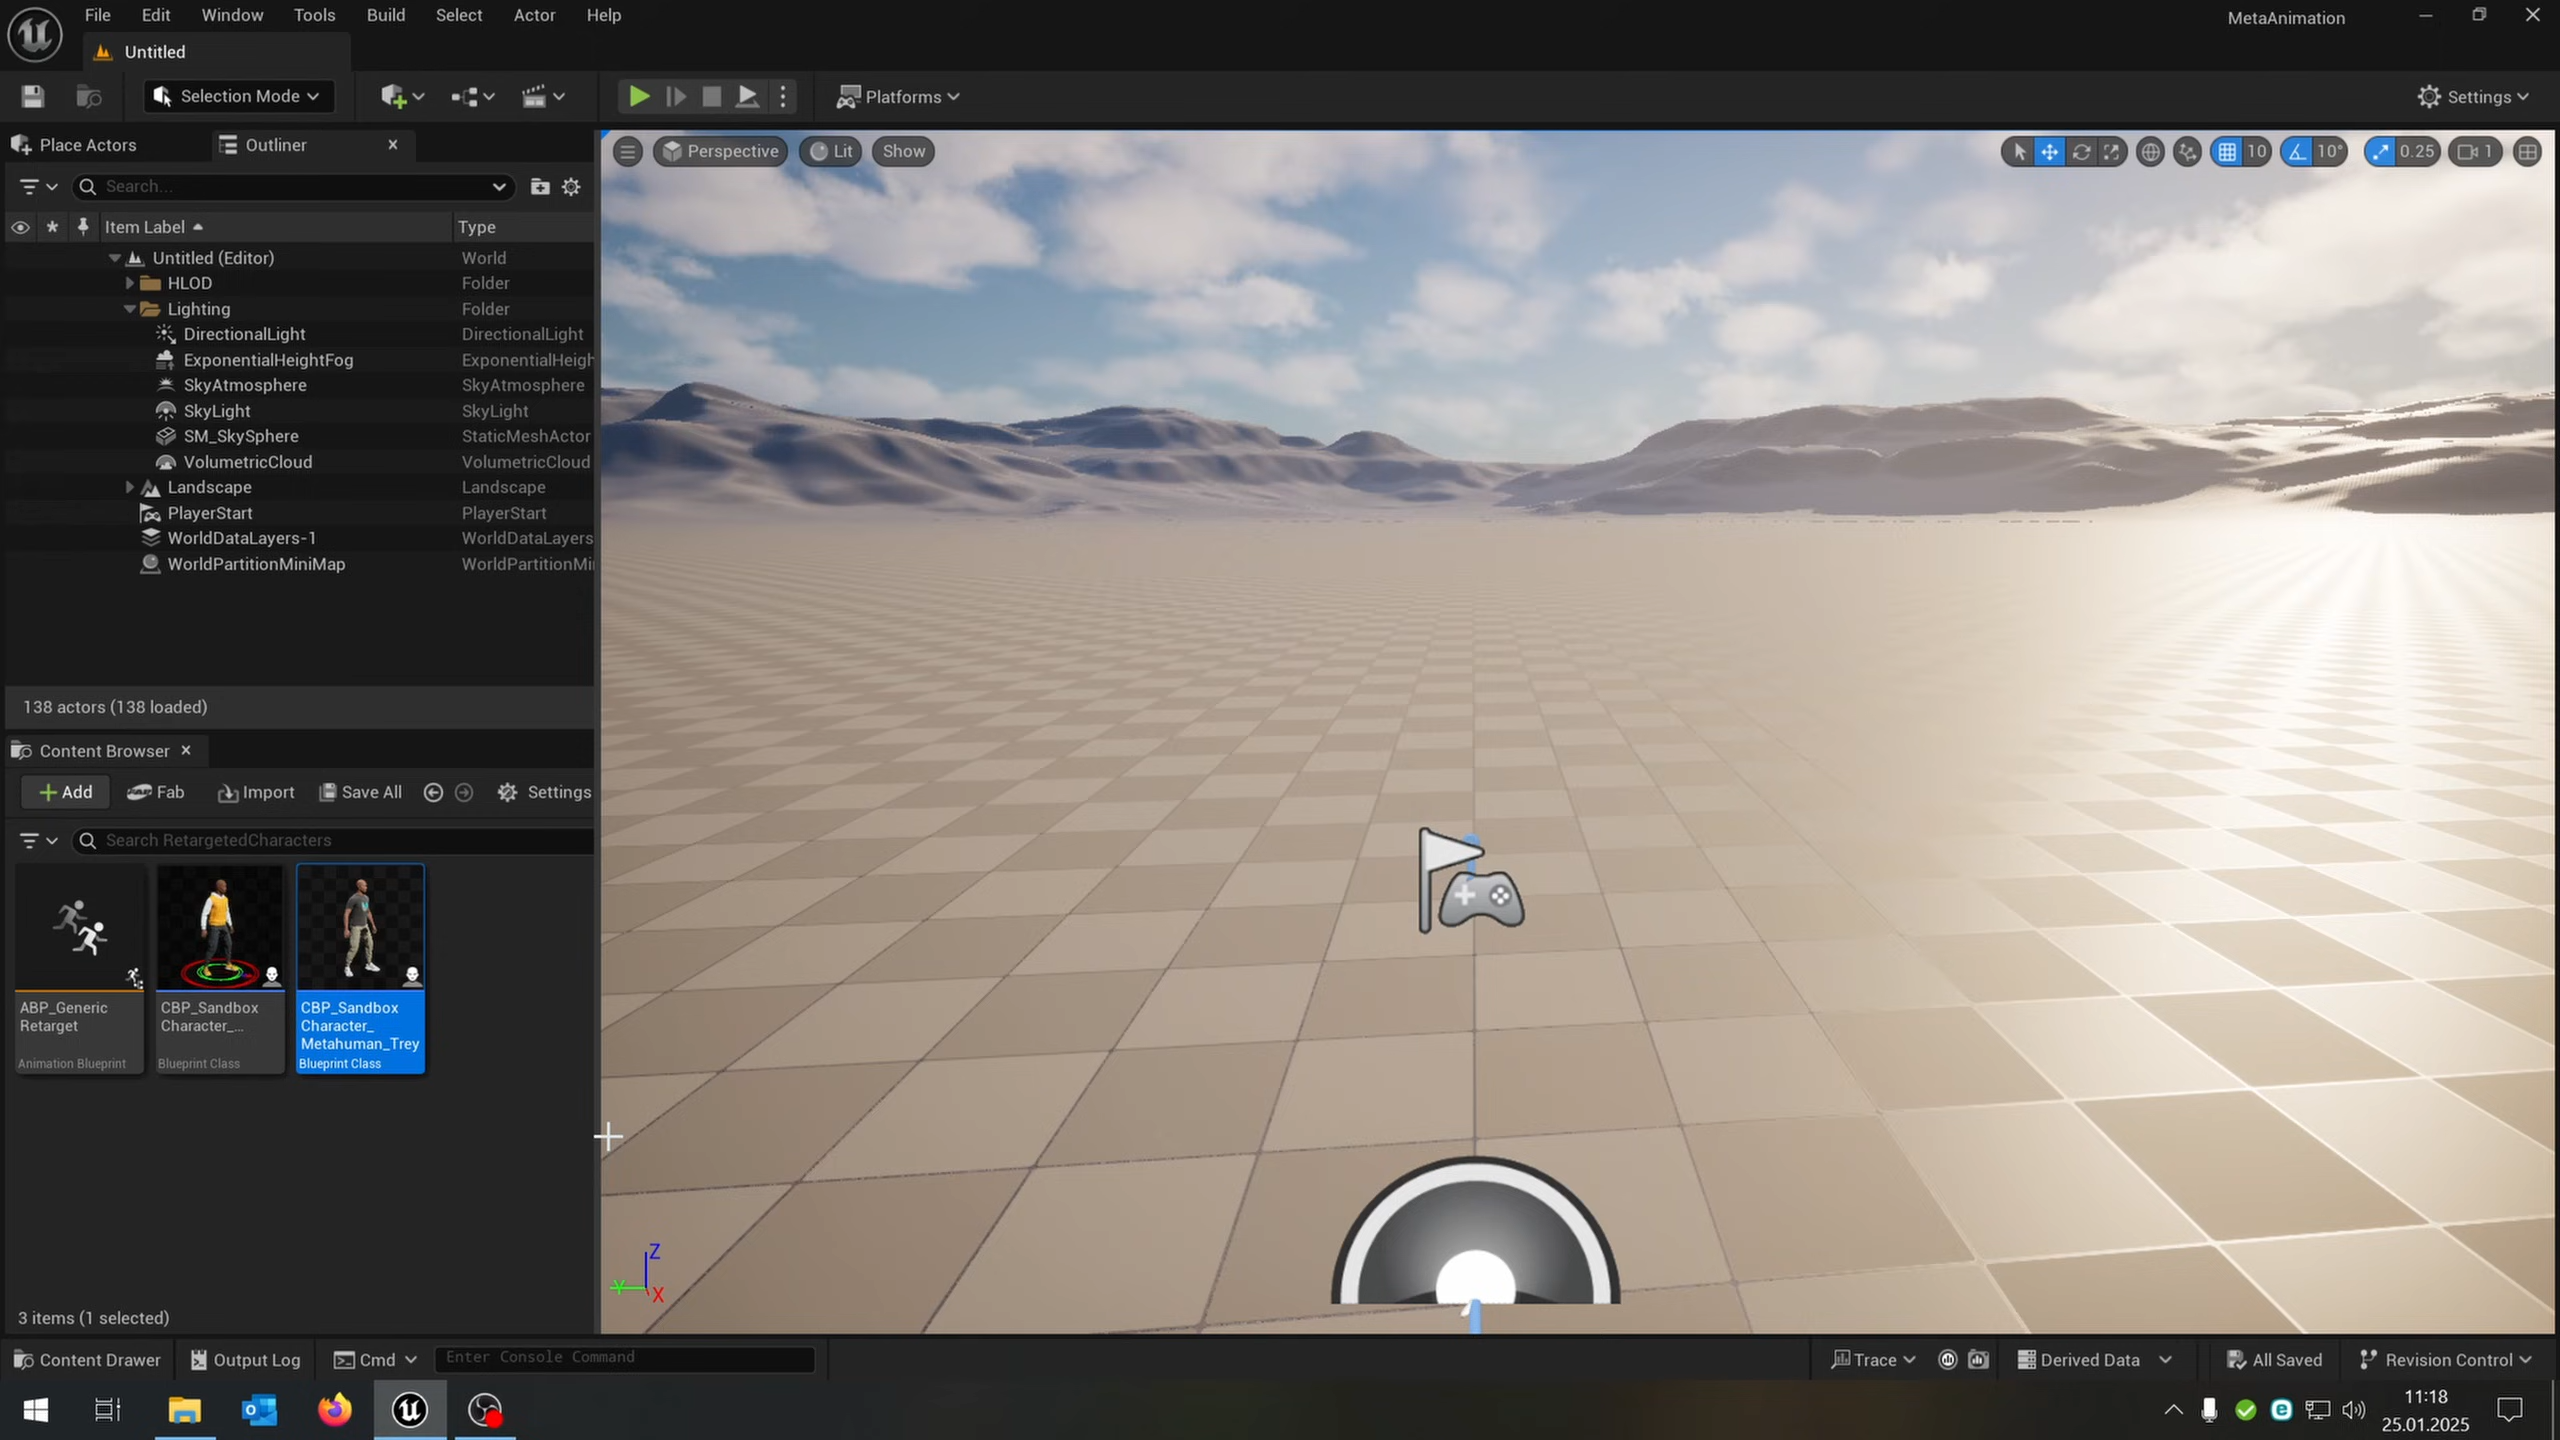 File Edit Window Tools Build Select Actor Help
MetaAnimation
Untitled
Selection Mode
Platforms
Settings
Place Actors
Outliner
Perspective
Lit
Show
10
10°
0.25
1
Search...
Item Label
Type
Untitled (Editor) World
HLOD Folder
Lighting Folder
DirectionalLight DirectionalLight
ExponentialHeightFog ExponentialHeigh
SkyAtmosphere SkyAtmosphere
SkyLight SkyLight
SM_SkySphere StaticMeshActor
VolumetricCloud VolumetricCloud
Landscape Landscape
PlayerStart PlayerStart
WorldDataLayers-1 WorldDataLayers
WorldPartitionMiniMap WorldPartitionMi
138 actors (138 loaded)
Content Browser
Add Fab Import Save All Settings
Search RetargetedCharacters
ABP_Generic
Retarget
Animation Blueprint
CBP_Sandbox
Character_...
Blueprint Class
CBP_Sandbox
Character_
Metahuman_Trey
Blueprint Class
Z
Y
X
3 items (1 selected)
Content Drawer Output Log Cmd Enter Console Command
Trace Derived Data All Saved Revision Control
11:18
25.01.2025